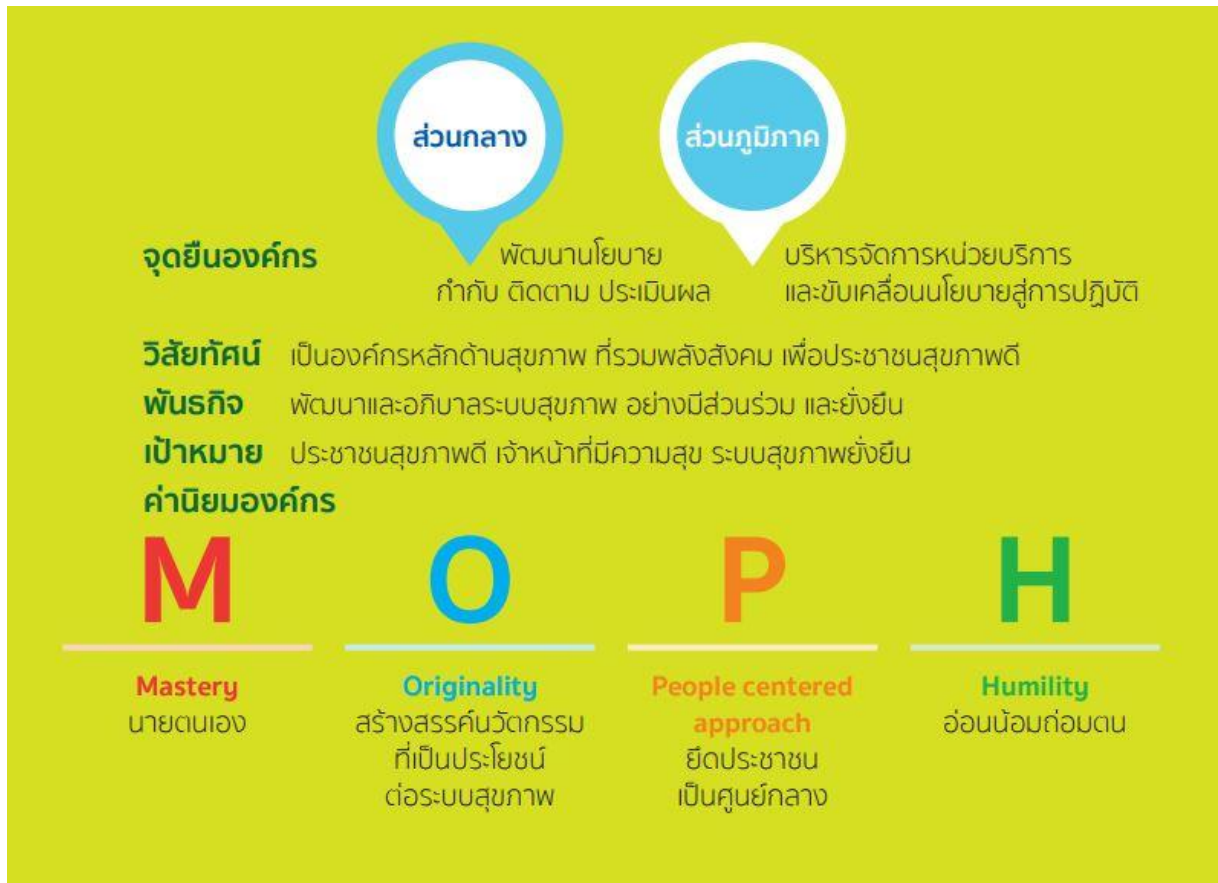 ส่วนกลาง
ส่วนภูมิภาค
จุดยืนองค์กร
พัฒนานโยบาย
กำกับ ติดตาม ประเมินผล
บริหารจัดการหน่วยบริการ
และขับเคลื่อนนโยบายสู่การปฏิบัติ
วิสัยทัศน์ เป็นองค์กรหลักด้านสุขภาพ ที่รวมพลังสังคม เพื่อประชาชนสุขภาพดี
พันธกิจ พัฒนาและอภิบาลระบบสุขภาพ อย่างมีส่วนร่วม และยั่งยืน
เป้าหมาย ประชาชนสุขภาพดี เจ้าหน้าที่มีความสุข ระบบสุขภาพยั่งยืน
ค่านิยมองค์กร
M
Mastery
นายตนเอง
O
Originality
สร้างสรรค์นวัตกรรม
ที่เป็นประโยชน์
ต่อระบบสุขภาพ
P
People centered
approach
ยึดประชาชน
เป็นศูนย์กลาง
H
Humility
อ่อนน้อมถ่อมตน